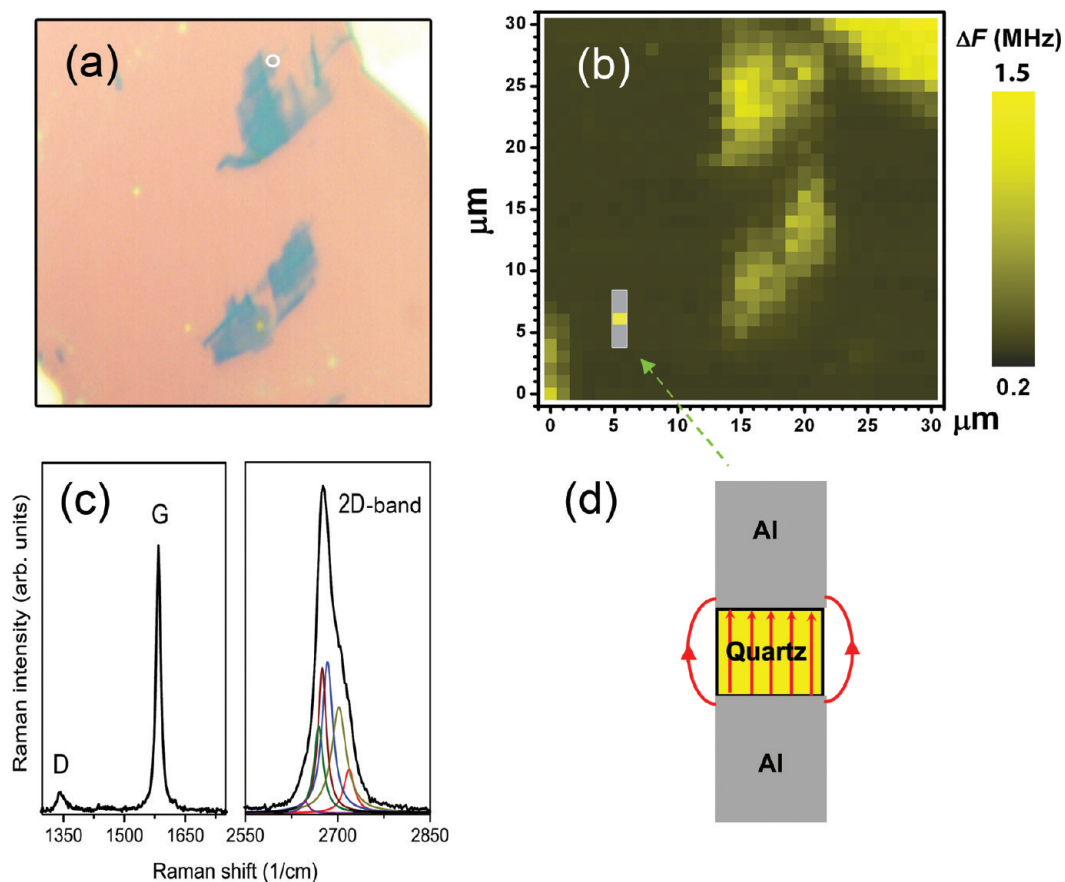 (a)
(b)
ΔF (MHz)
1.5
0.2
30
25
20
15
10
5
0
μm
0 5 10 15 20 25 30 μm
(c)
D
G
2D-band
Raman intensity (arb. units)
1350 1500 1650 2550 2700 2850
Raman shift (1/cm)
(d)
Al
Quartz
Al